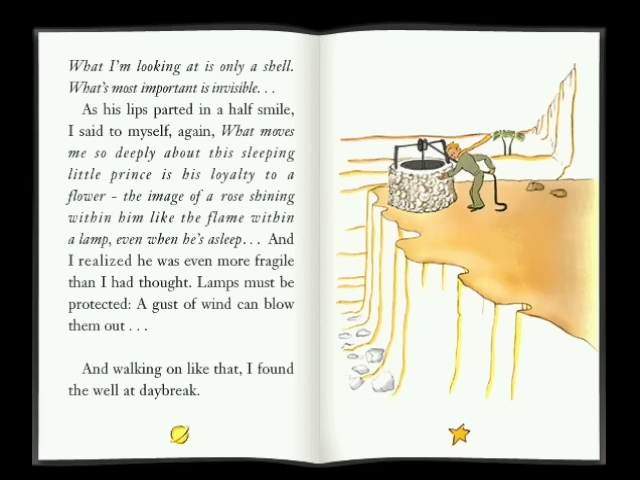 What I'm looking at is only a shell.
What's most important is invisible. . .
As his lips parted in a half smile,
I said to myself, again, What moves
me so deeply about this sleeping
little prince is his loyalty to a
flower - the image of a rose shining
within him like the flame within
a lamp, even when he's asleep. . . And
I realized he was even more fragile
than I had thought. Lamps must be
protected: A gust of wind can blow
them out . . .
And walking on like that, I found
the well at daybreak.